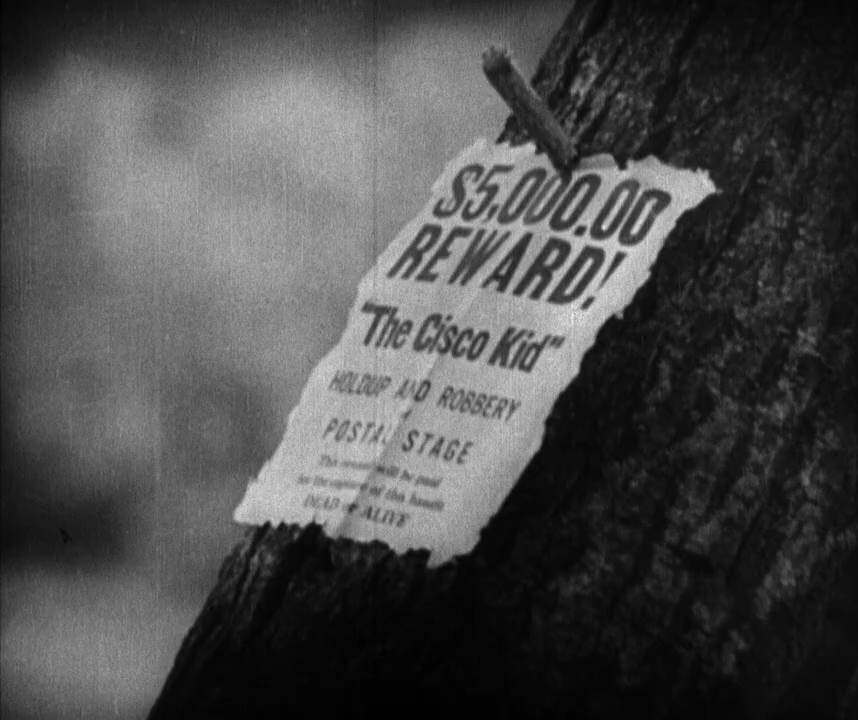 $5,000.00
REWARD!
"The Cisco Kid"
HOLDUP AND ROBBERY
POSTAL STAGE
This reward will be paid
for the capture of this bandit
DEAD or ALIVE